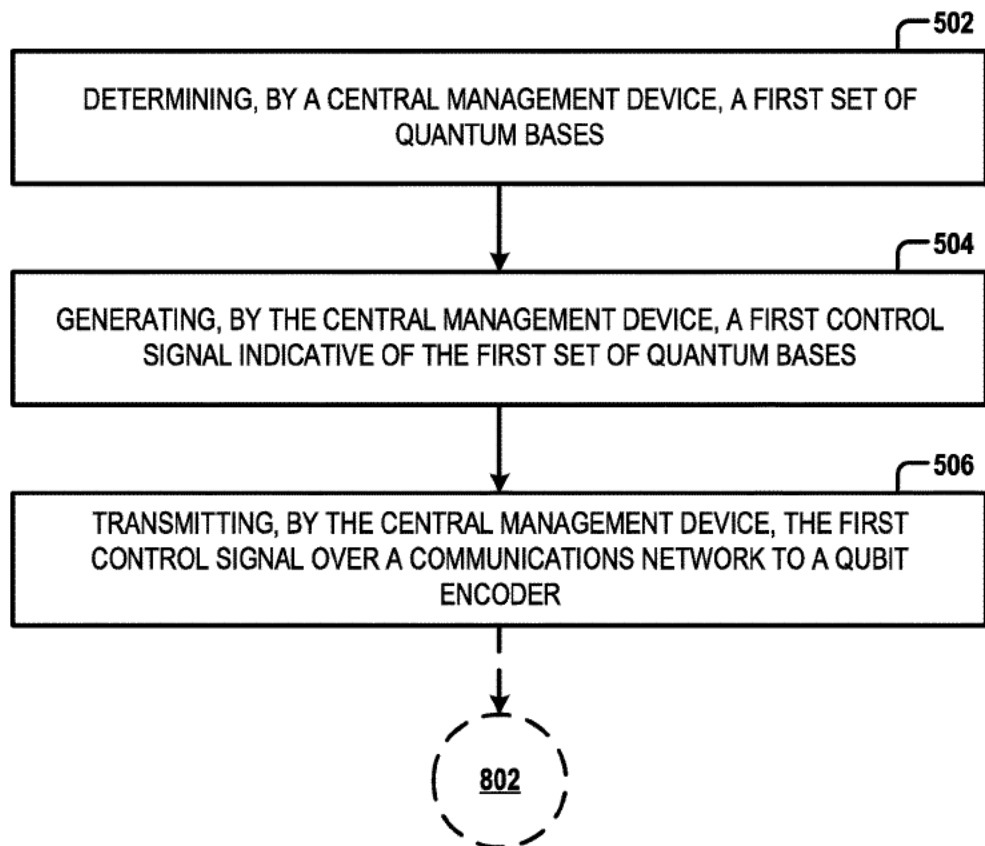 502
DETERMINING, BY A CENTRAL MANAGEMENT DEVICE, A FIRST SET OF
QUANTUM BASES
504
GENERATING, BY THE CENTRAL MANAGEMENT DEVICE, A FIRST CONTROL
SIGNAL INDICATIVE OF THE FIRST SET OF QUANTUM BASES
506
TRANSMITTING, BY THE CENTRAL MANAGEMENT DEVICE, THE FIRST
CONTROL SIGNAL OVER A COMMUNICATIONS NETWORK TO A QUBIT
ENCODER
802